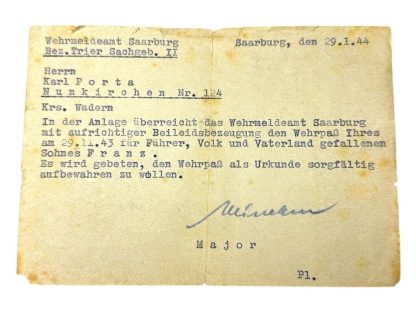 Wehrmeldeamt Saarburg Saarburg, den 29.1.44
Bez.Trier Sachgeb. II
Herrn
Karl Porta
Nunkirchen Nr. 124
Krs. Wadern
In der Anlage überreicht das Wehrmeldeamt Saarburg
mit aufrichtiger Beileidsbezeugung den Wehrpaß Ihres
am 29.11.43 für Führer, Volk und Vaterland gefallenen
Sohnes Franz.
Es wird gebeten, den Wehrpaß als Urkunde sorgfältig
aufbewahren zu wollen.
Major
Pl.